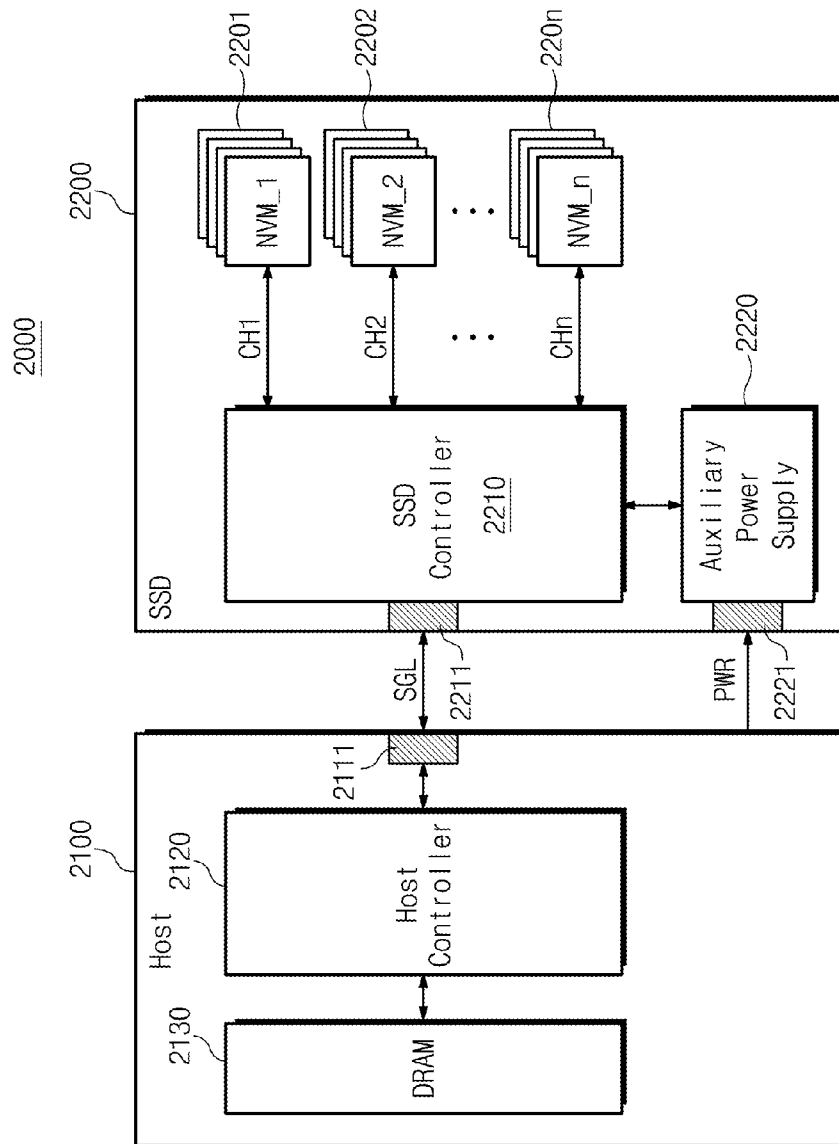 2000
2100
Host
2130
DRAM
2120
Host
Controller
2111
SGL
2211
PWR
2221
2200
SSD
SSD
Controller
2210
CH1
CH2
• • •
CHn
NVM_1
2201
NVM_2
2202
• • •
NVM_n
220n
2220
Auxiliary
Power
Supply